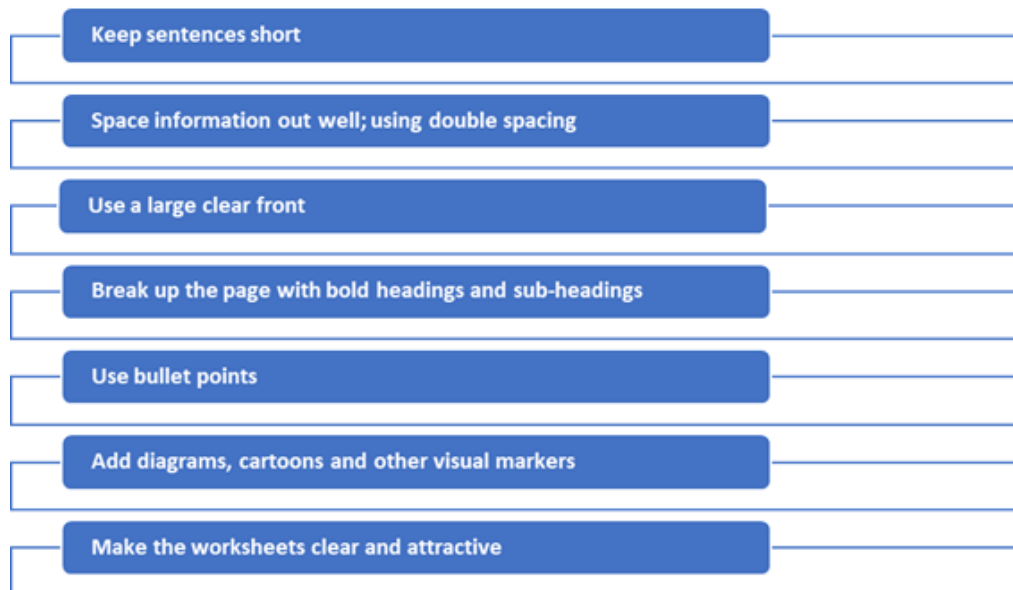 Keep sentences short
Space information out well; using double spacing
Use a large clear front
Break up the page with bold headings and sub-headings
Use bullet points
Add diagrams, cartoons and other visual markers
Make the worksheets clear and attractive